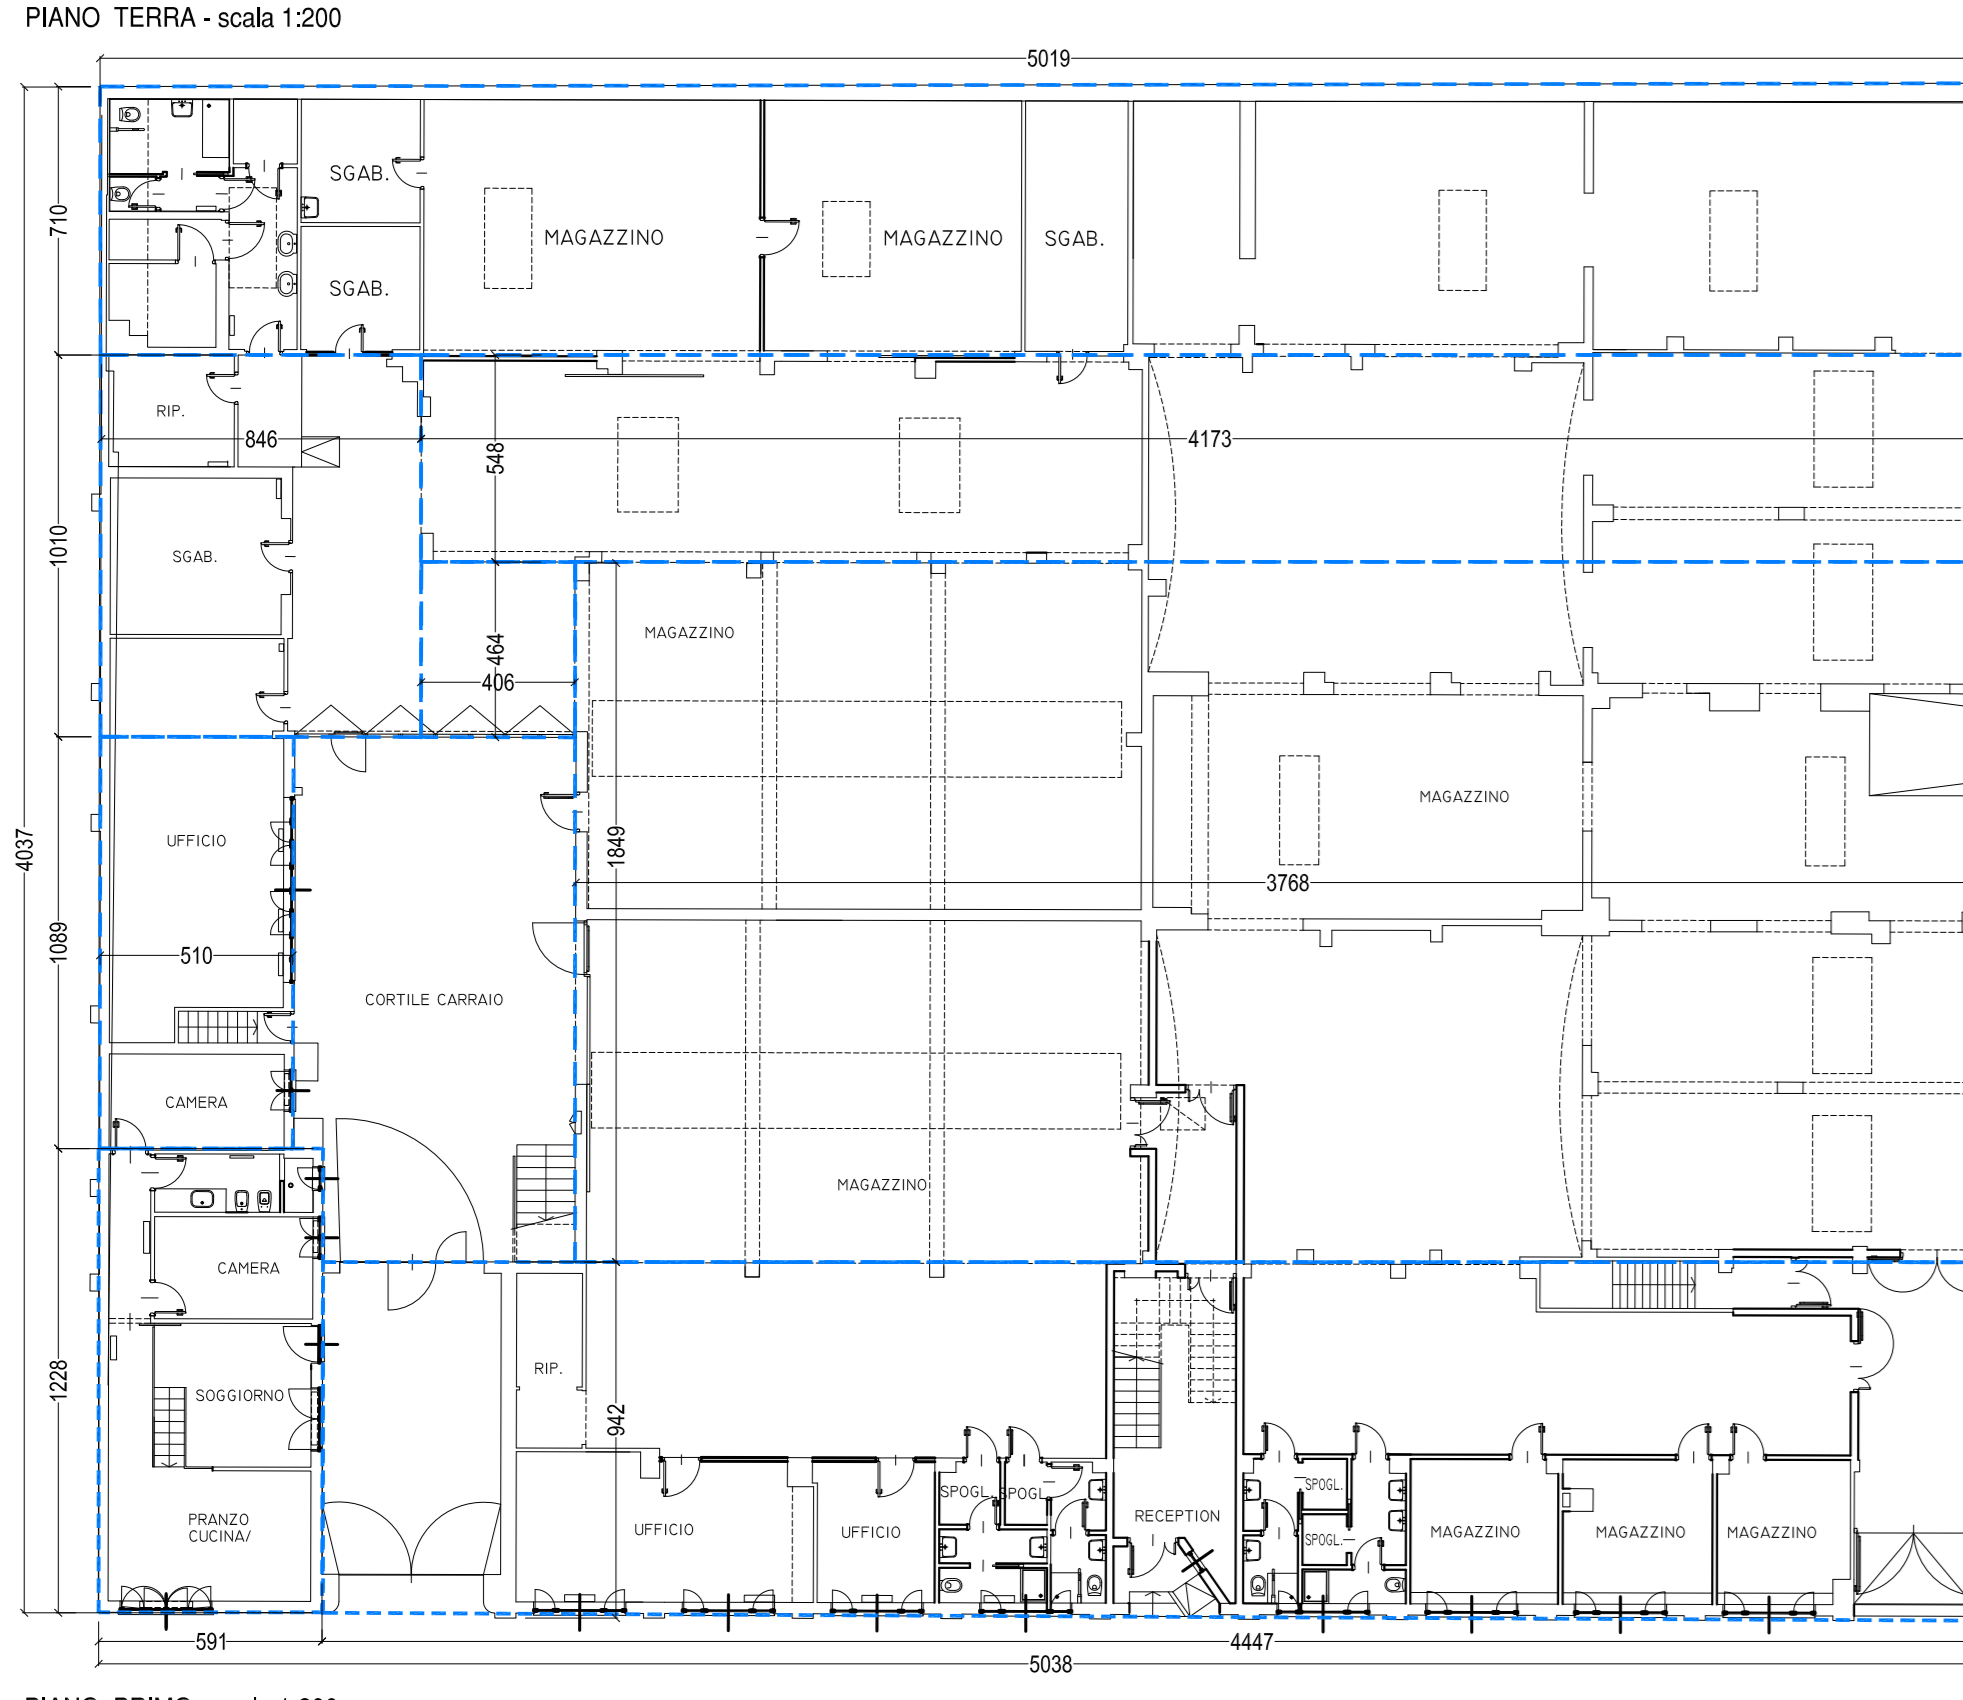 PIANO TERRA - scala 1:200
5019
710
SGAB.
MAGAZZINO
MAGAZZINO
SGAB.
SGAB.
RIP.
846
548
4173
1010
SGAB.
MAGAZZINO
464
406
MAGAZZINO
4037
UFFICIO
1849
3768
1089
510
CORTILE CARRAIO
CAMERA
MAGAZZINO
CAMERA
1228
SOGGIORNO
RIP.
942
PRANZO
CUCINA/
UFFICIO
UFFICIO
SPOGL.
SPOGL.
RECEPTION
SPOGL.
SPOGL.
MAGAZZINO
MAGAZZINO
MAGAZZINO
591
4447
5038